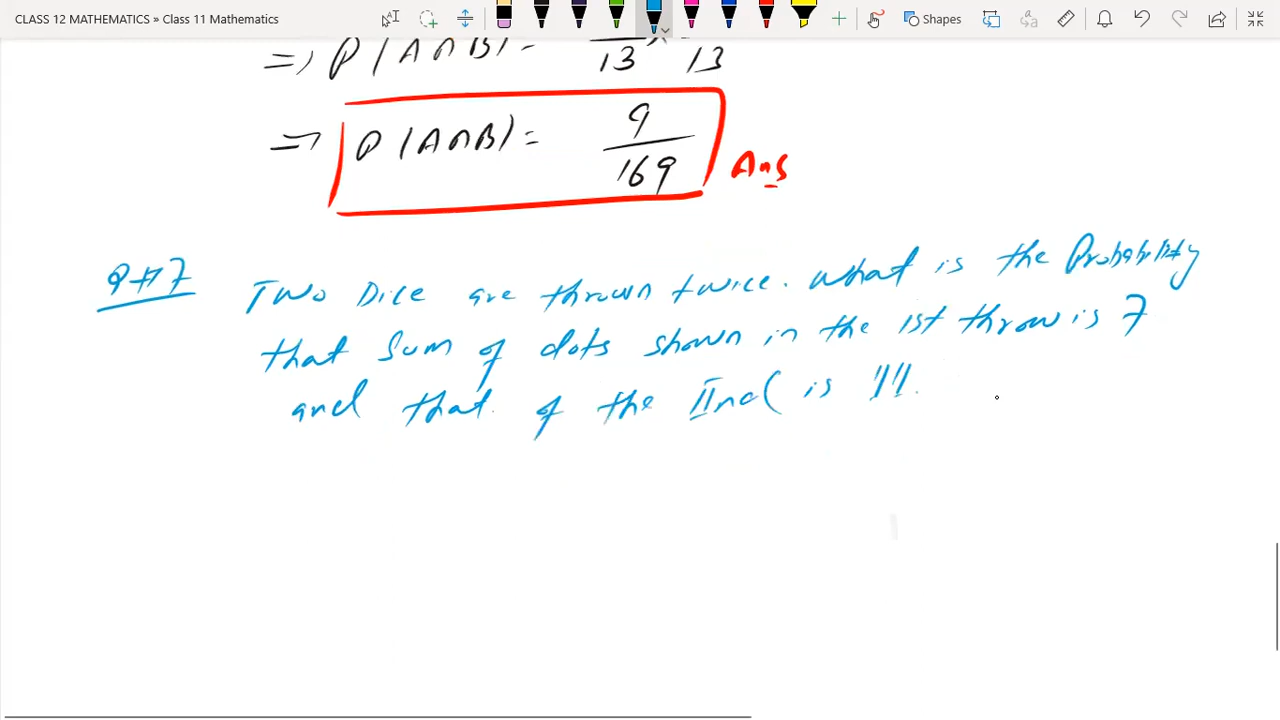 CLASS 12 MATHEMATICS » Class 11 Mathematics
Shapes
=> P(A∩B) = 13 13
=> P(A∩B) = 9/169 Ans
Q#7 Two Dice are thrown twice. What is the Probability
that Sum of dots shown in the 1st throw is 7
and that of the IInd is 11.